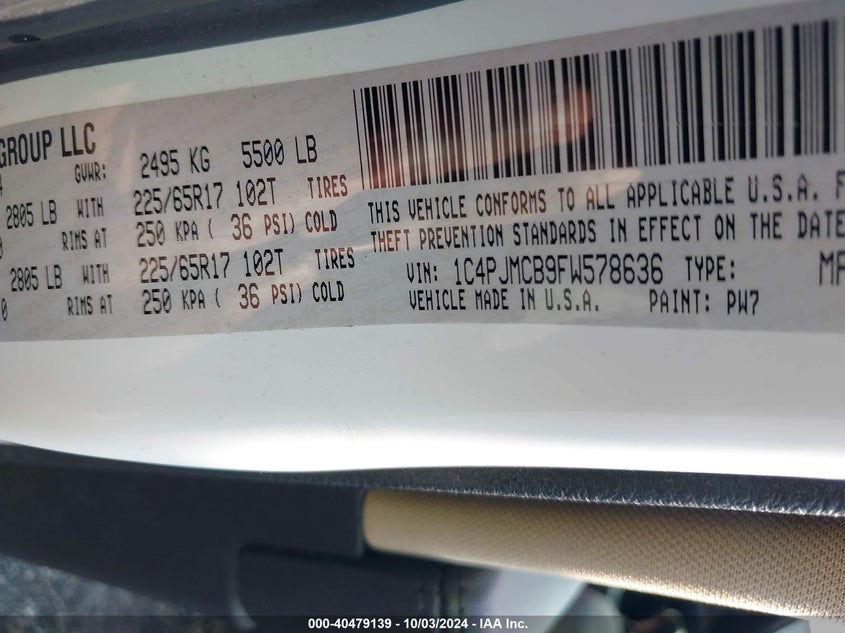 GROUP LLC
GVWR: 2495 KG 5500 LB
2805 LB WITH 225/65R17 102T TIRES
RIMS AT 250 KPA ( 36 PSI) COLD
2805 LB WITH 225/65R17 102T TIRES
0 RIMS AT 250 KPA ( 36 PSI) COLD
THIS VEHICLE CONFORMS TO ALL APPLICABLE U.S.A. F
THEFT PREVENTION STANDARDS IN EFFECT ON THE DATE
VIN: 1C4PJMCB9FW578636 TYPE: MP
VEHICLE MADE IN U.S.A. PAINT: PW7
000-40479139 - 10/03/2024 - IAA Inc.